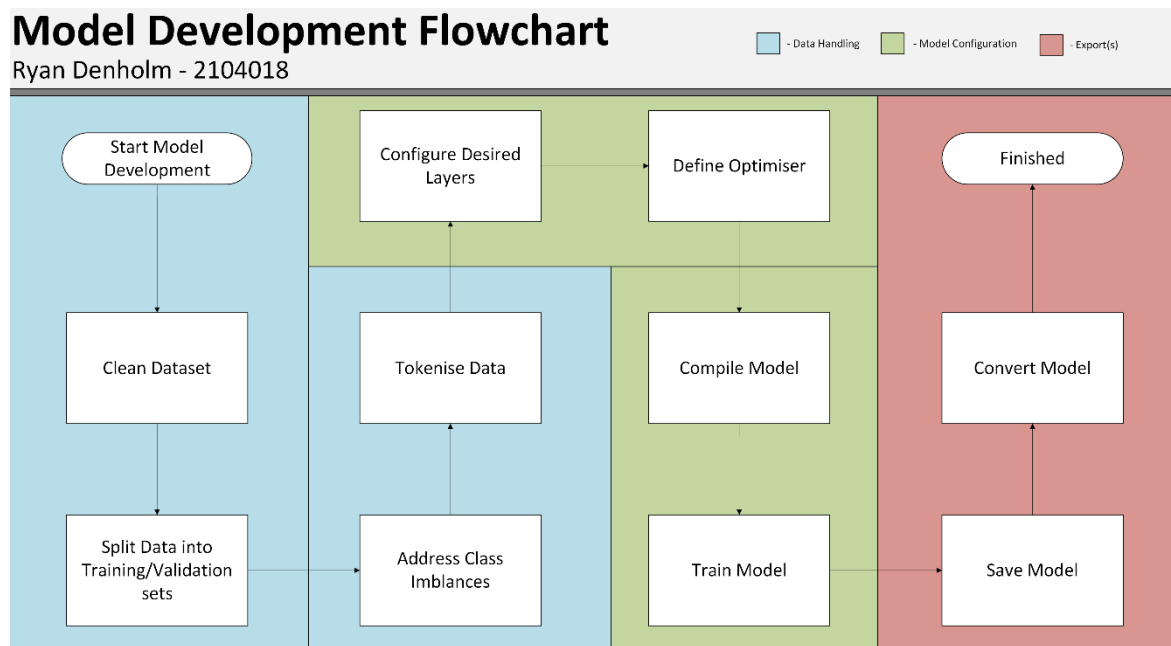 Model Development Flowchart
Ryan Denholm - 2104018
- Data Handling
- Model Configuration
- Export(s)
Start Model
Development
Clean Dataset
Split Data into
Training/Validation
sets
Address Class
Imblances
Tokenise Data
Configure Desired
Layers
Define Optimiser
Compile Model
Train Model
Save Model
Convert Model
Finished